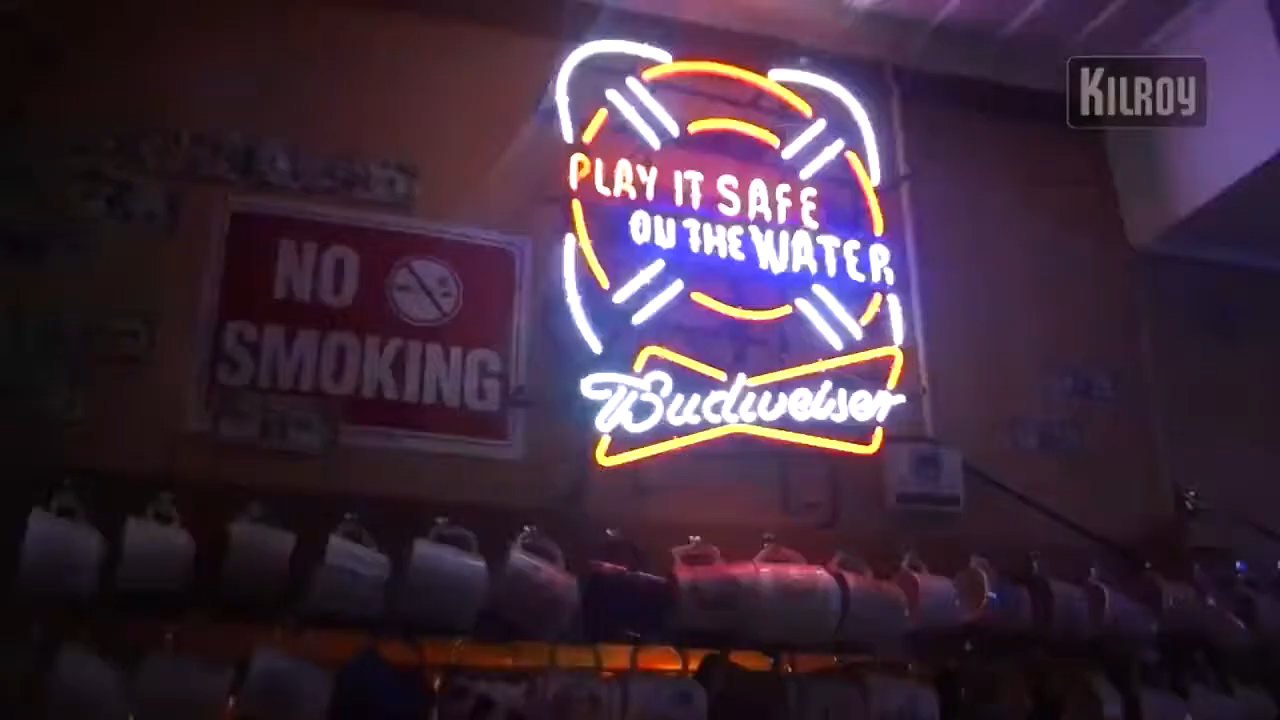 KILROY
PLAY IT SAFE
ON THE WATER
NO
SMOKING
Budweiser